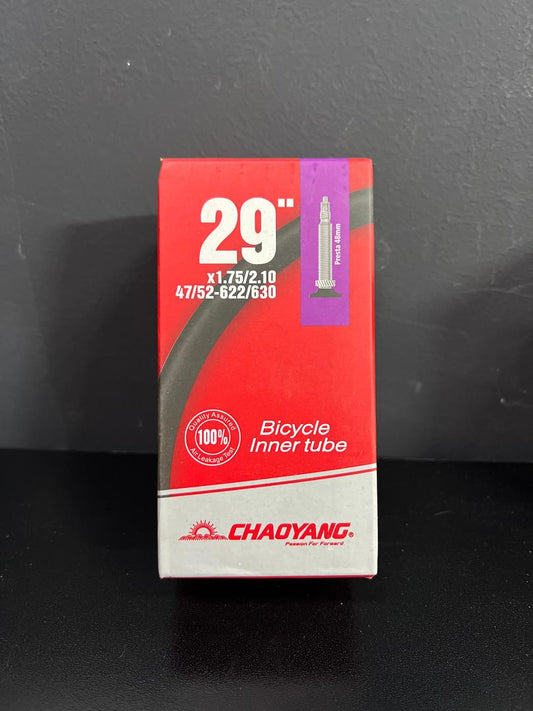 29"
x1.75/2.10
47/52-622/630
Presta 48mm
Quality Assured
100%
Air Leakage Test
Bicycle
Inner tube
CHAOYANG®
Passion For Forward